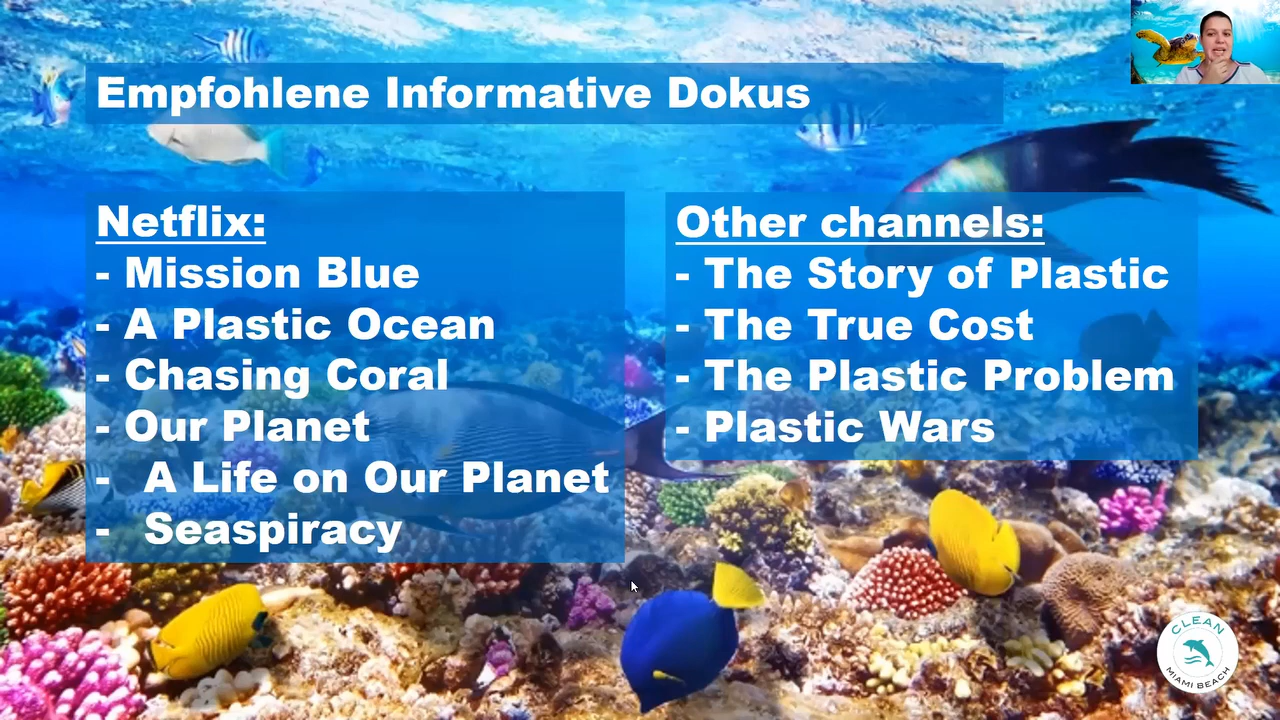 Empfohlene Informative Dokus
Netflix:
- Mission Blue
- A Plastic Ocean
- Chasing Coral
- Our Planet
- A Life on Our Planet
- Seaspiracy
Other channels:
- The Story of Plastic
- The True Cost
- The Plastic Problem
- Plastic Wars
CLEAN
MIAMI BEACH